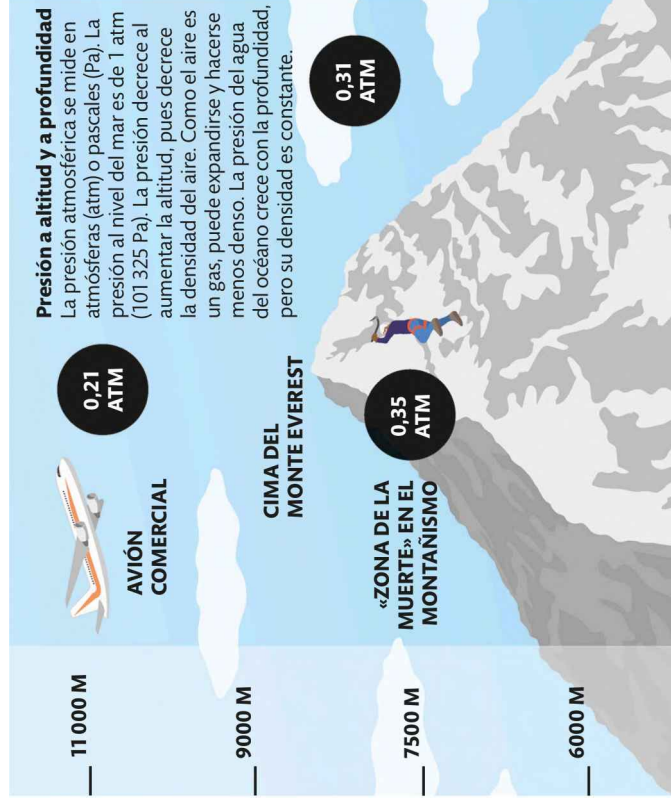 Presión a altitud y a profundidad
La presión atmosférica se mide en
atmósferas (atm) o pascales (Pa). La
presión al nivel del mar es de 1 atm
(101 325 Pa). La presión decrece al
aumentar la altitud, pues decrece
la densidad del aire. Como el aire es
un gas, puede expandirse y hacerse
menos denso. La presión del agua
del océano crece con la profundidad,
pero su densidad es constante.
11 000 M
AVIÓN
COMERCIAL
0,21
ATM
9000 M
CIMA DEL
MONTE EVEREST
0,31
ATM
7500 M
«ZONA DE LA
MUERTE» EN EL
MONTAÑISMO
0,35
ATM
6000 M